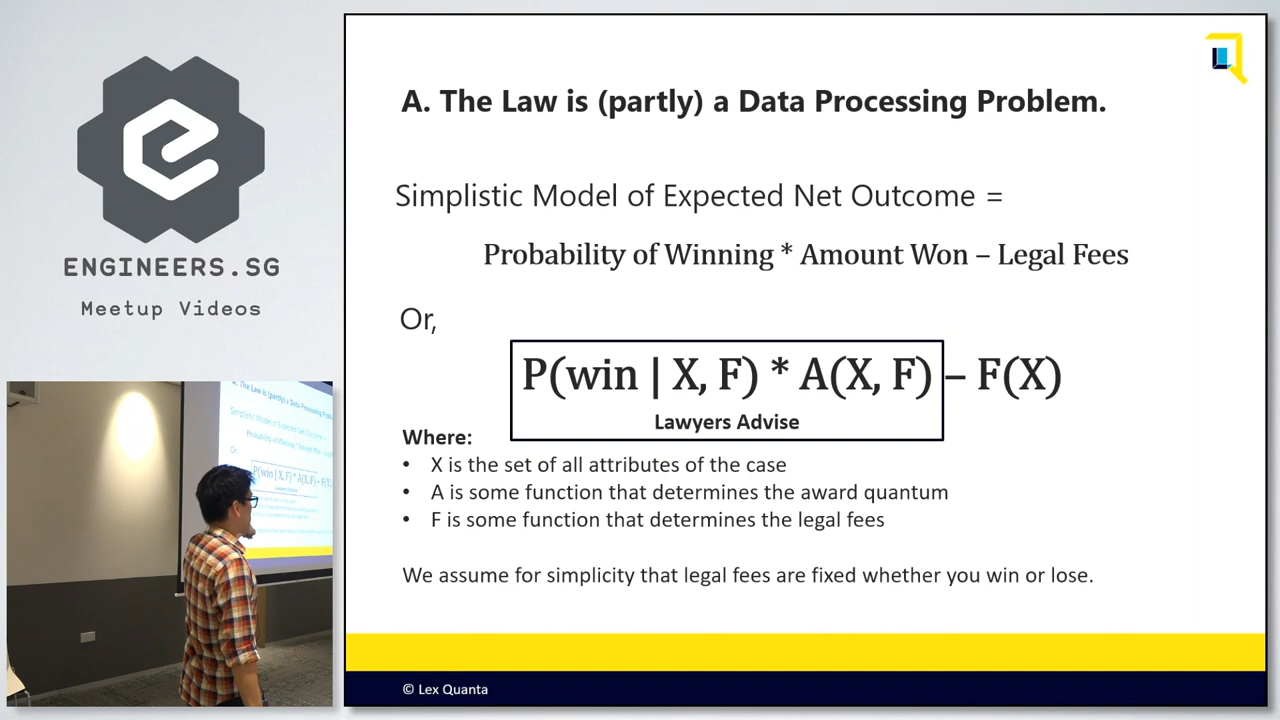 ENGINEERS.SG
Meetup Videos
A. The Law is (partly) a Data Processing Problem.
Simplistic Model of Expected Net Outcome =
Probability of Winning * Amount Won – Legal Fees
Or,
P(win | X, F) * A(X, F) – F(X)
Lawyers Advise
Where:
• X is the set of all attributes of the case
• A is some function that determines the award quantum
• F is some function that determines the legal fees
We assume for simplicity that legal fees are fixed whether you win or lose.
© Lex Quanta